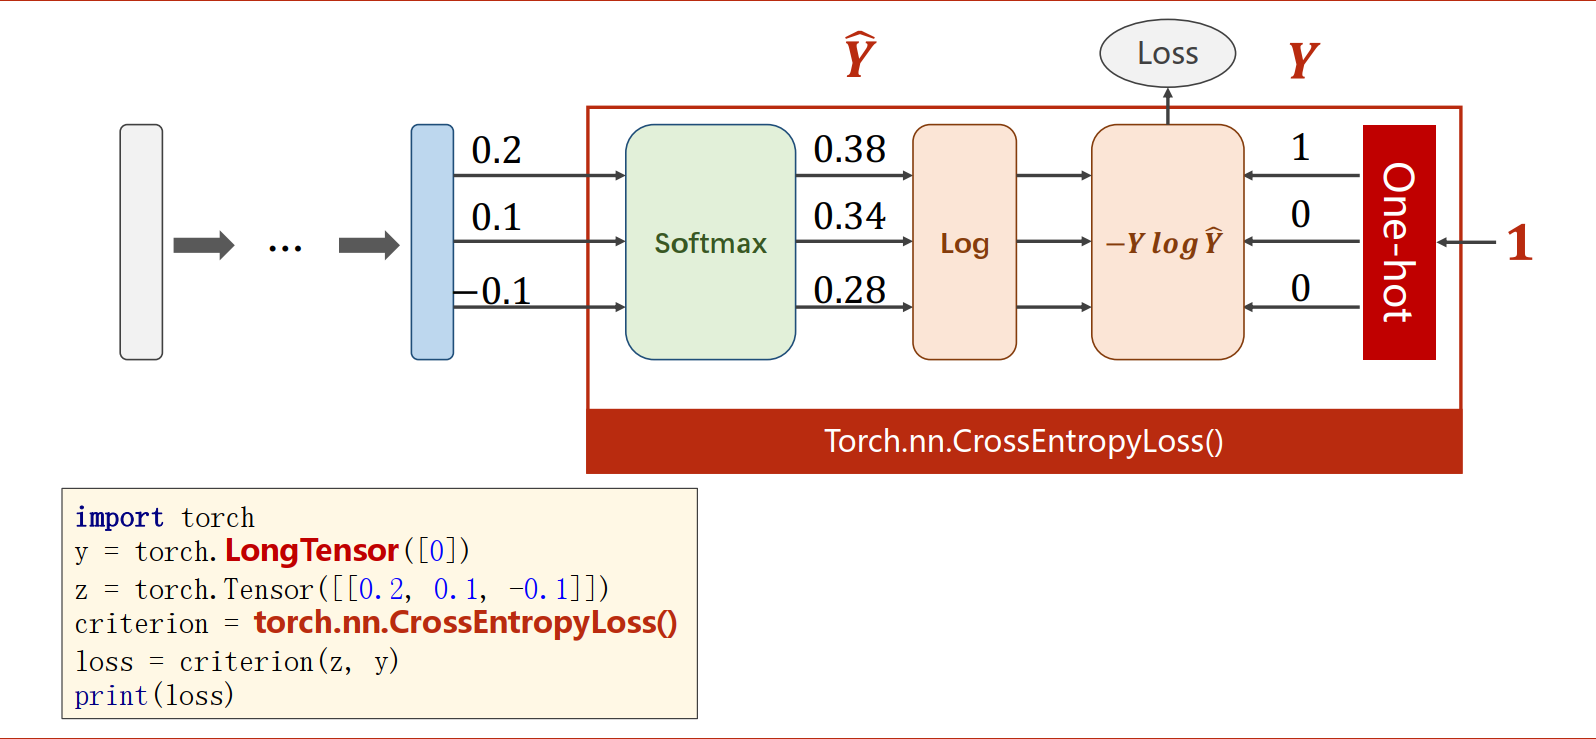 Ŷ
Loss
Y
0.2
0.38
1
0.1
0.34
0
−0.1
0.28
0
Softmax
Log
−Y log Ŷ
One-hot
1
...
Torch.nn.CrossEntropyLoss()
import torch
y = torch.LongTensor([0])
z = torch.Tensor([[0.2, 0.1, -0.1]])
criterion = torch.nn.CrossEntropyLoss()
loss = criterion(z, y)
print(loss)